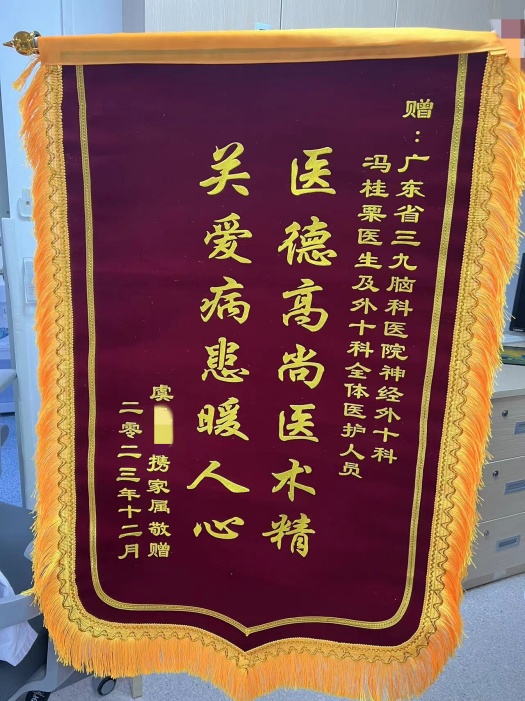 赠：广东省三九脑科医院神经外十科
冯桂栗医生及外十科全体医护人员
医德高尚医术精
关爱病患暖人心
虞 携家属敬赠
二零二三年十二月